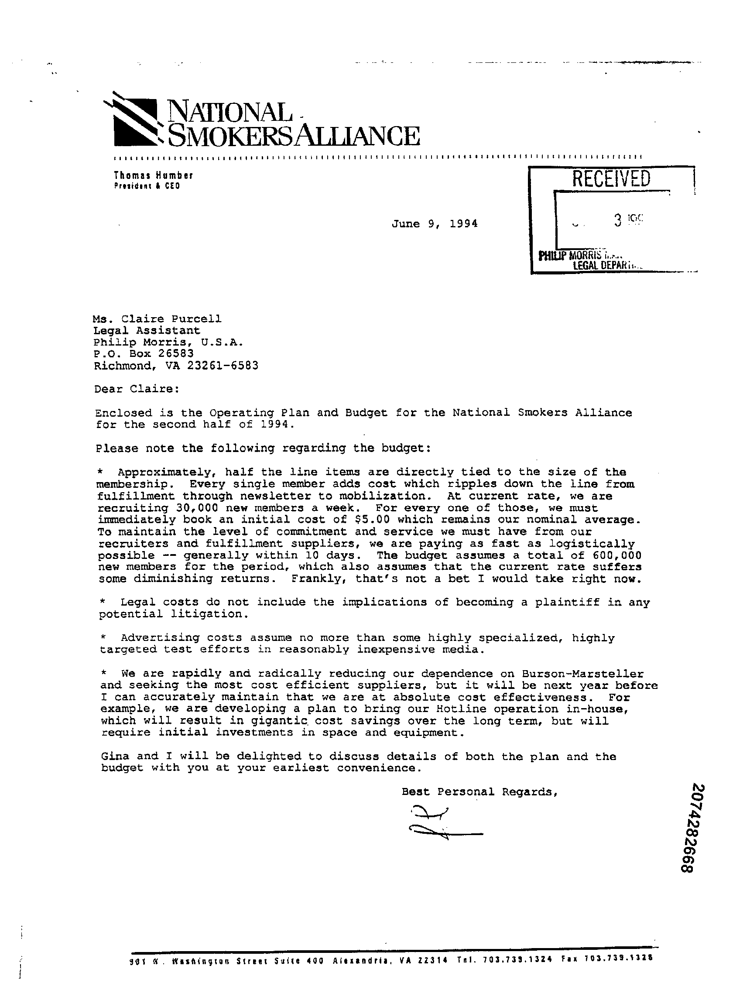 NATIONAL
SMOKERS ALLIANCE
Thomas Humber
President & CEO
RECEIVED
3
PHILIP MORRIS
LEGAL
June 9, 1994
Ms. Claire Purcell
Legal Assistant
Philip Morris, U.S.A.
P.O. Box 26583
Richmond, VA 23261-6583
Dear Claire:
Enclosed is the Operating Plan and Budget for the National Smokers Alliance
for the second half of 1994.
Please note the following regarding the budget:
* Approximately, half the line items are directly tied to the size of the
membership. Every single member adds cost which ripples down the line from
fulfillment through newsletter to mobilization. At current rate, we are
recruiting 30,000 new members a week. For every one of those, we must
immediately book an initial cost of $5.00 which remains our nominal average.
To maintain the level of commitment and service we must have from our
recruiters and fulfillment suppliers, we are paying as fast as logistically
possible -- generally within 10 days. The budget assumes a total of 600,000
new members for the period, which also assumes that the current rate suffers
some diminishing returns. Frankly, that's not a bet I would take right now.
* Legal costs do not include the implications of becoming a plaintiff in any
potential litigation.
* Advertising costs assume no more than some highly specialized, highly
targeted test efforts in reasonably inexpensive media.
* We are rapidly and radically reducing our dependence on Burson-Marsteller
and seeking the most cost efficient suppliers, but it will be next year before
I can accurately maintain that we are at absolute cost effectiveness. For
example, we are developing a plan to bring our Hotline operation in-house,
which will result in gigantic cost savings over the long term, but will
require initial investments in space and equipment.
Gina and I will be delighted to discuss details of both the plan and the
budget with you at your earliest convenience.
Best Personal Regards,
2074282668
901 N. Washington Street Suite 400 Alexandria, VA 22314 Tel. 703.739.1324 Fax 703.739.1328